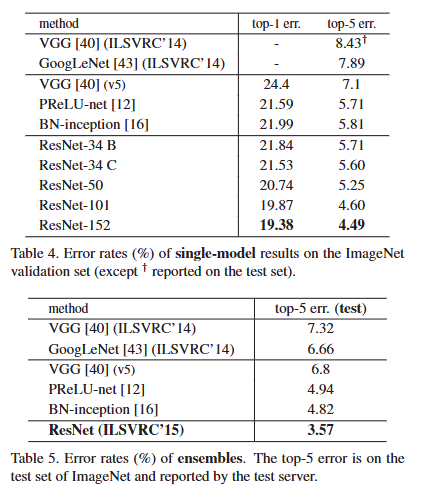 method top-1 err. top-5 err.
VGG [40] (ILSVRC'14) - 8.43†
GoogLeNet [43] (ILSVRC'14) - 7.89
VGG [40] (v5) 24.4 7.1
PReLU-net [12] 21.59 5.71
BN-inception [16] 21.99 5.81
ResNet-34 B 21.84 5.71
ResNet-34 C 21.53 5.60
ResNet-50 20.74 5.25
ResNet-101 19.87 4.60
ResNet-152 19.38 4.49
Table 4. Error rates (%) of single-model results on the ImageNet
validation set (except † reported on the test set).
method top-5 err. (test)
VGG [40] (ILSVRC'14) 7.32
GoogLeNet [43] (ILSVRC'14) 6.66
VGG [40] (v5) 6.8
PReLU-net [12] 4.94
BN-inception [16] 4.82
ResNet (ILSVRC'15) 3.57
Table 5. Error rates (%) of ensembles. The top-5 error is on the
test set of ImageNet and reported by the test server.